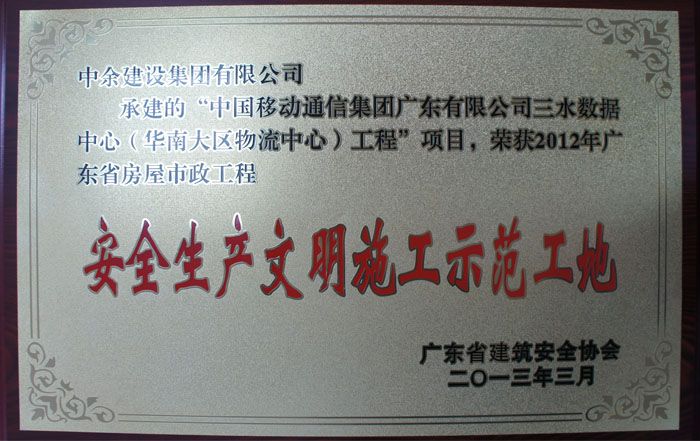 中余建设集团有限公司
承建的“中国移动通信集团广东有限公司三水数据
中心（华南大区物流中心）工程”项目，荣获2012年广
东省房屋市政工程
安全生产文明施工示范工地
广东省建筑安全协会
二〇一三年三月